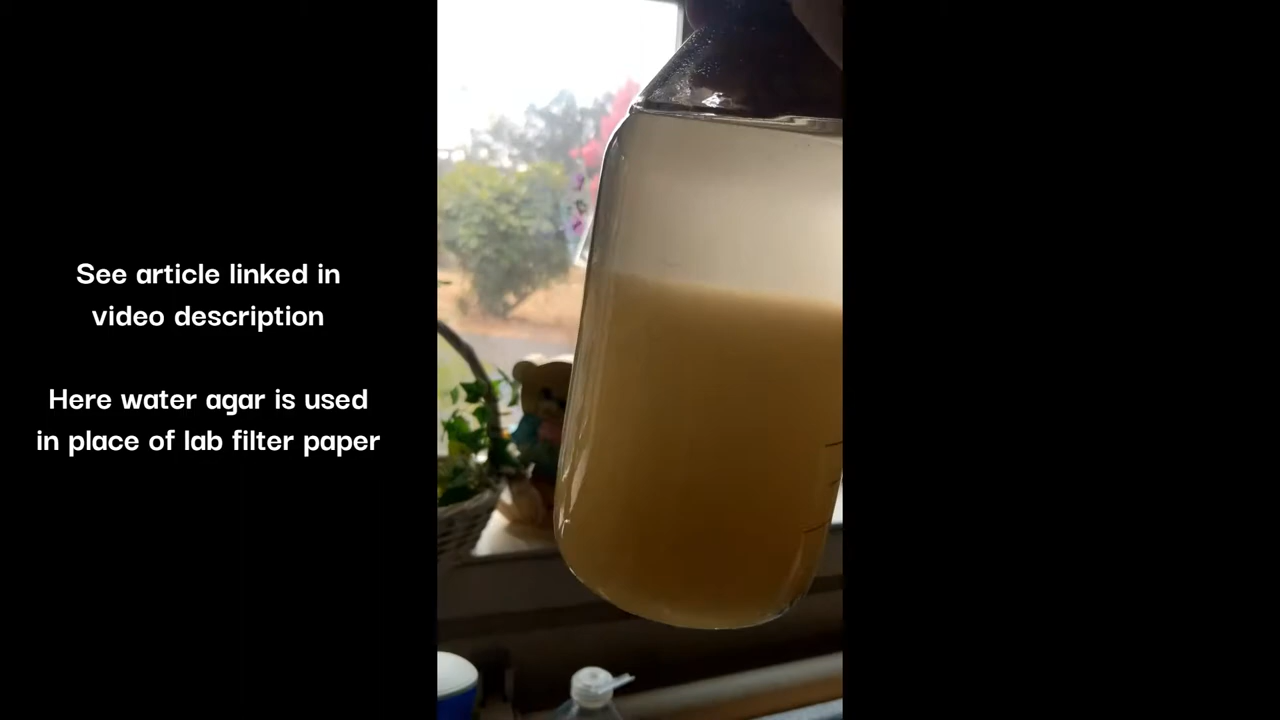 See article linked in
video description
Here water agar is used
in place of lab filter paper